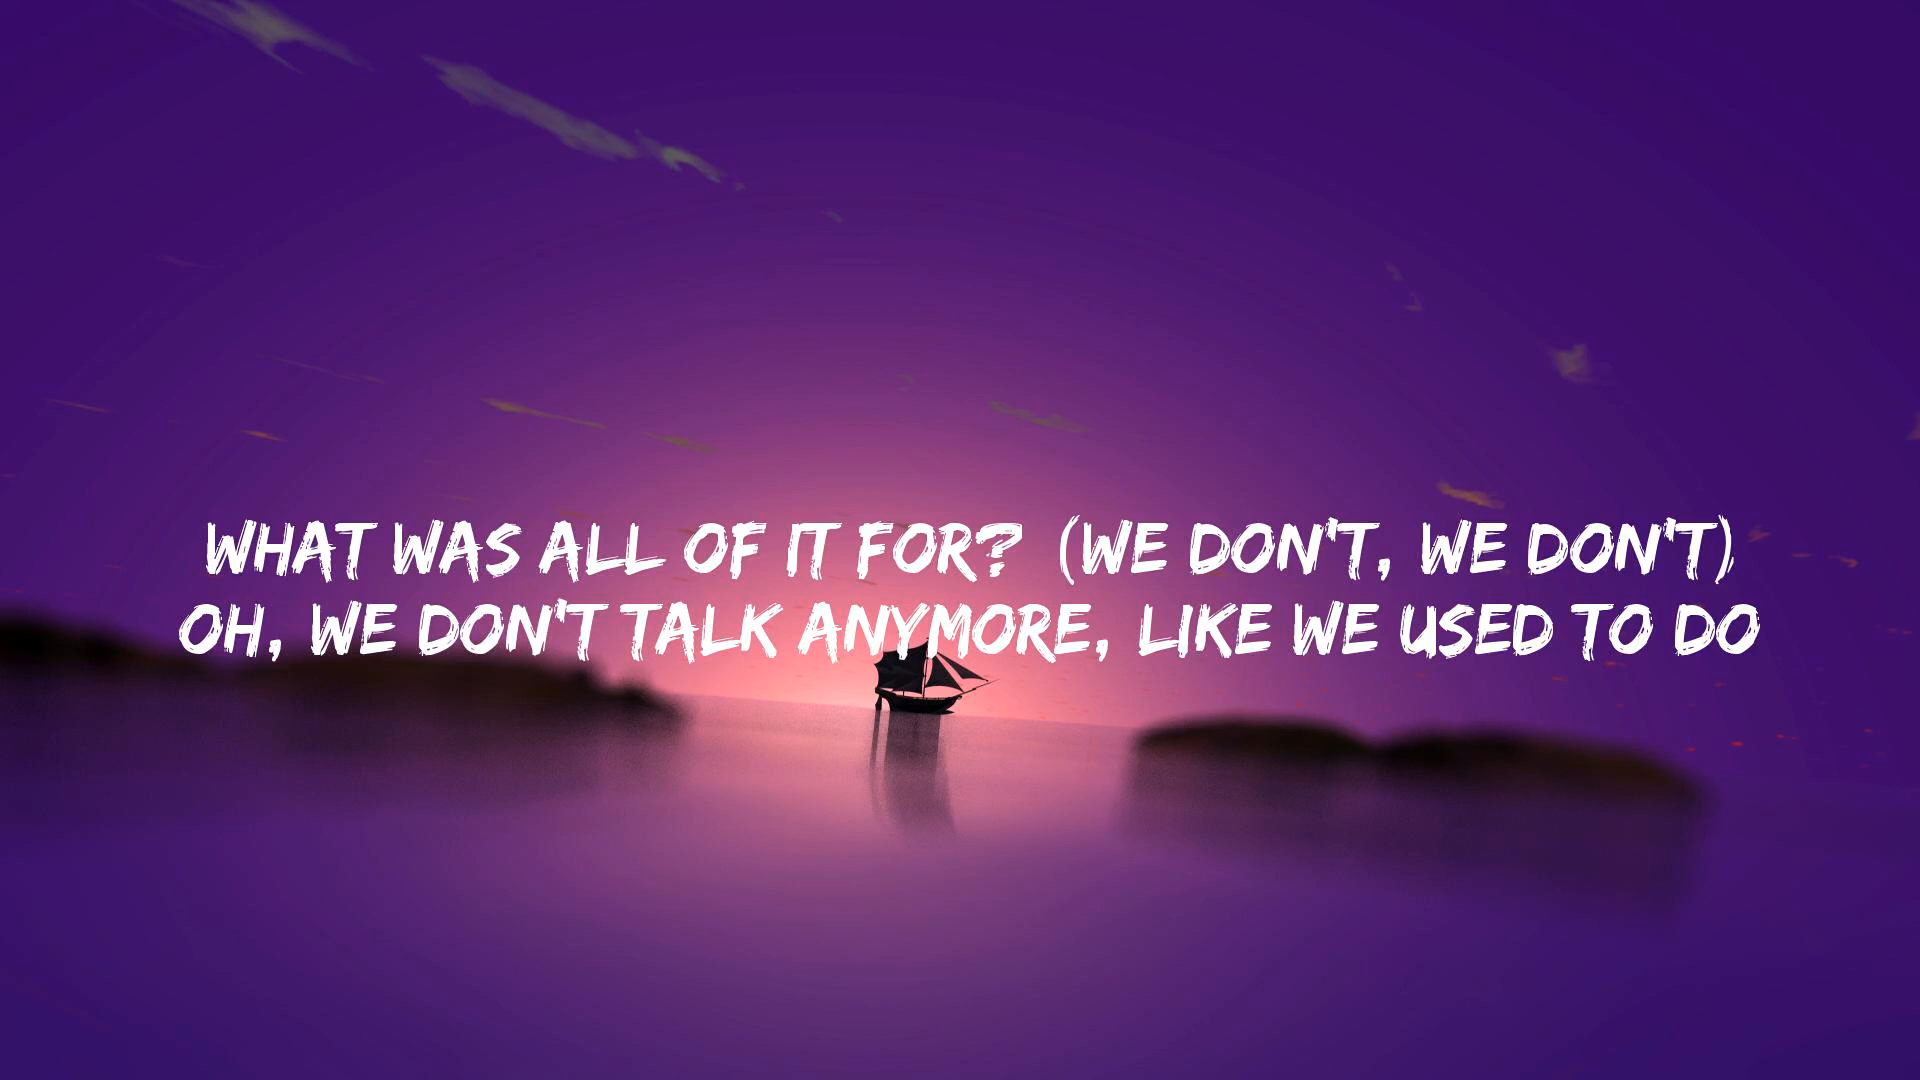 WHAT WAS ALL OF IT FOR? (WE DON'T, WE DON'T)
OH, WE DON'T TALK ANYMORE, LIKE WE USED TO DO